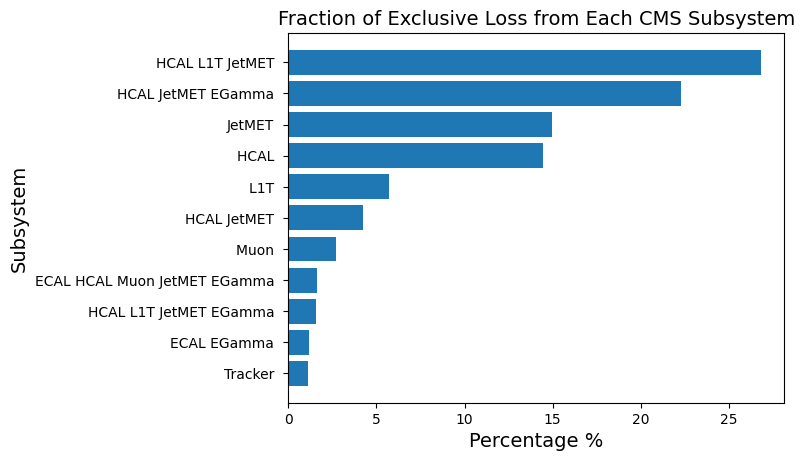 Fraction of Exclusive Loss from Each CMS Subsystem
HCAL L1T JetMET
HCAL JetMET EGamma
JetMET
HCAL
L1T
HCAL JetMET
Muon
ECAL HCAL Muon JetMET EGamma
HCAL L1T JetMET EGamma
ECAL EGamma
Tracker
Subsystem
0 5 10 15 20 25
Percentage %